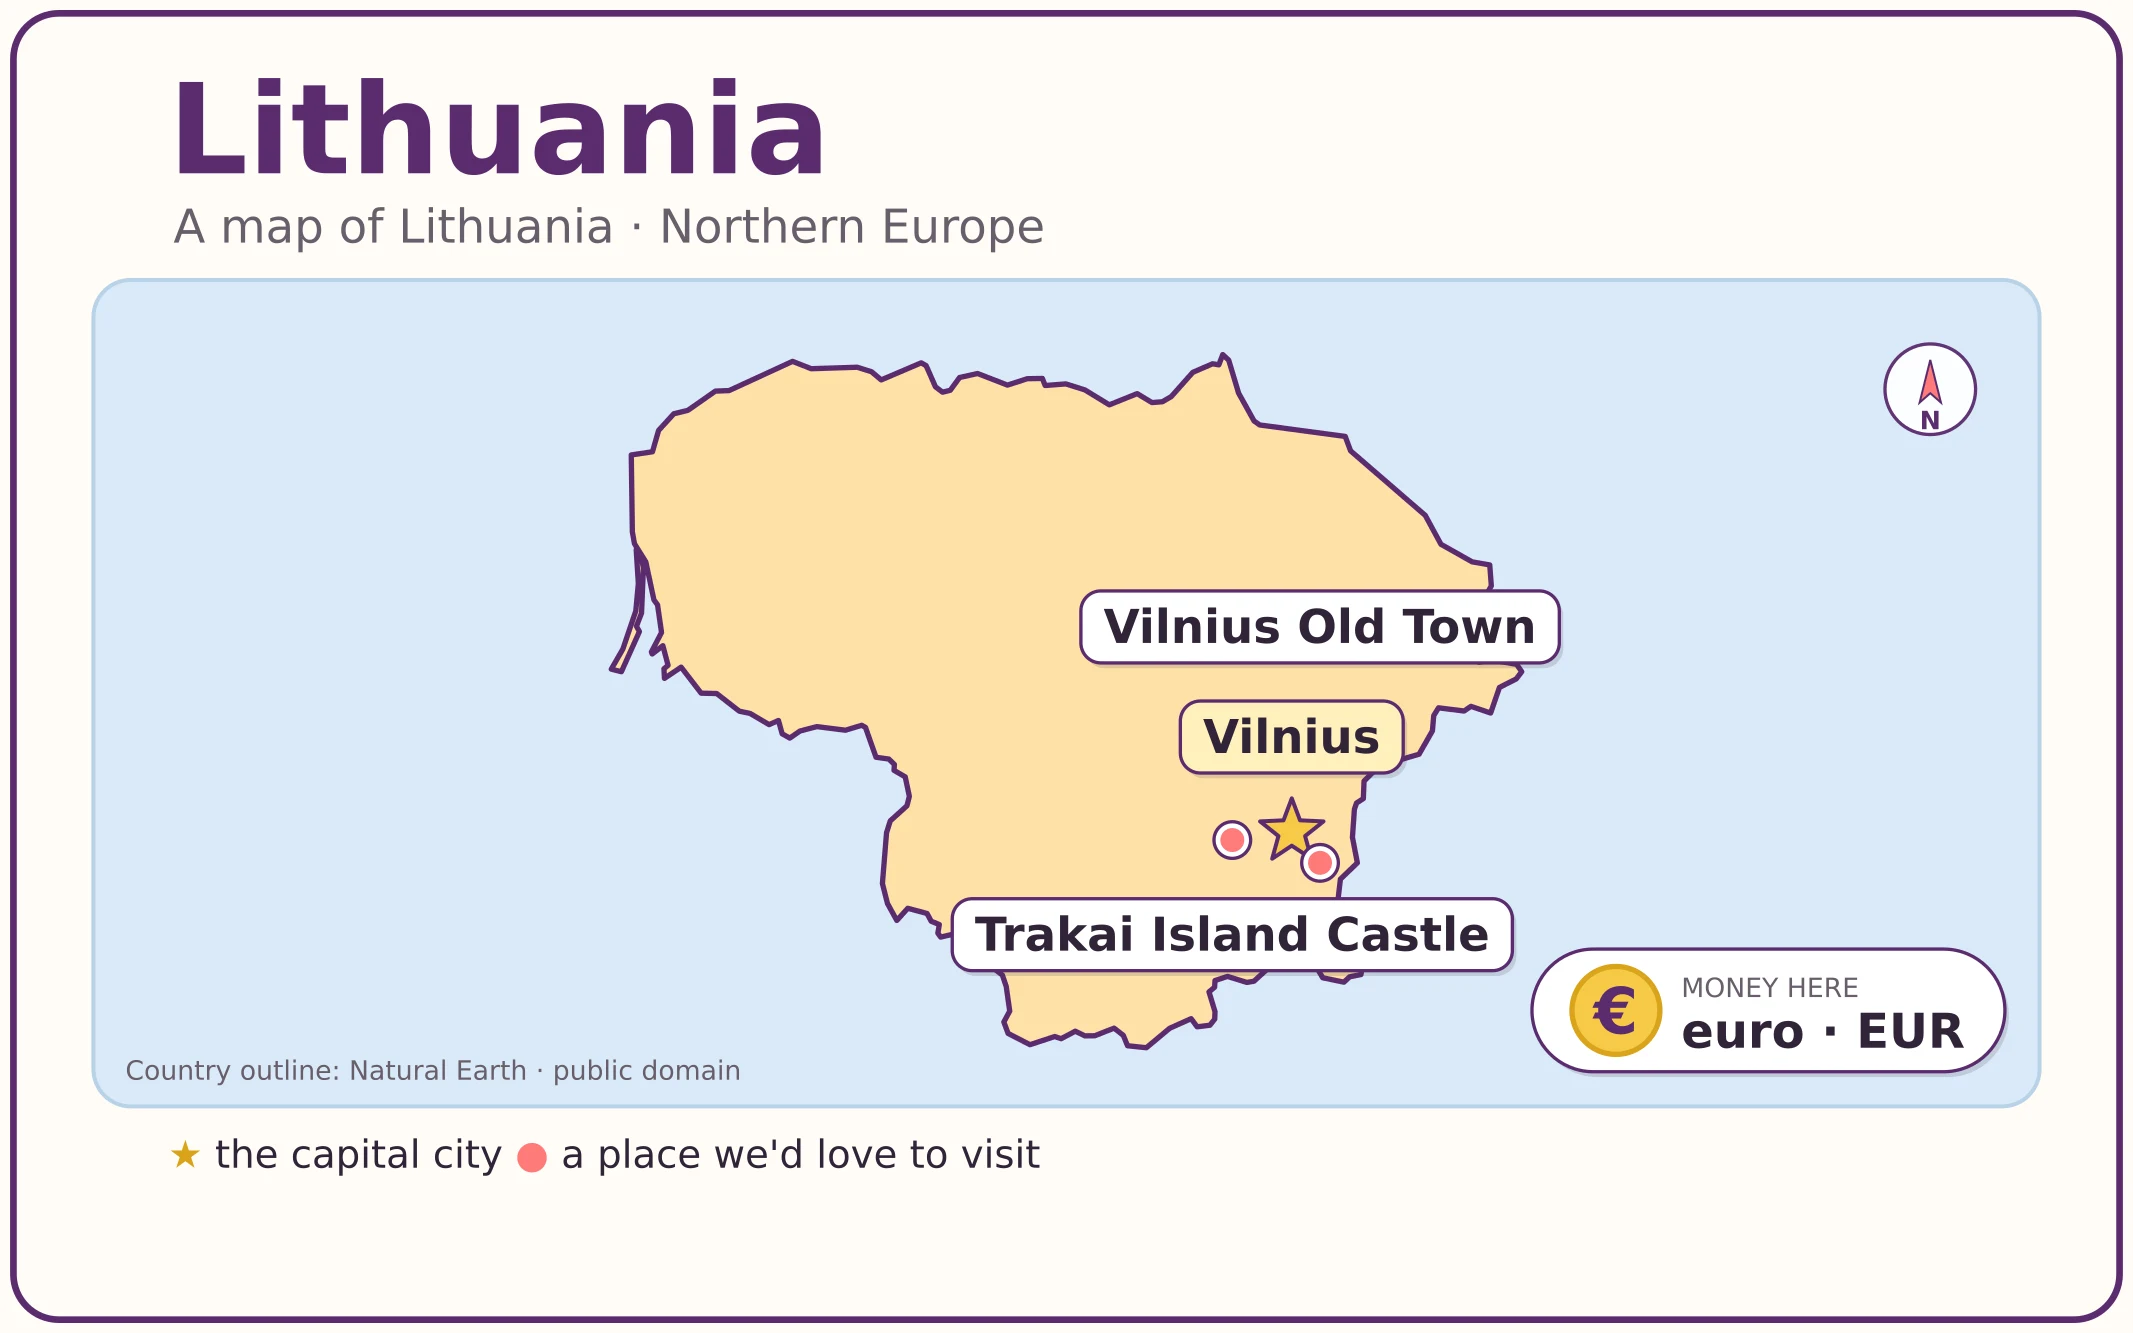 Lithuania
A map of Lithuania · Northern Europe
N
Vilnius Old Town
Vilnius
Trakai Island Castle
€
MONEY HERE
euro · EUR
Country outline: Natural Earth · public domain
★ the capital city ● a place we'd love to visit